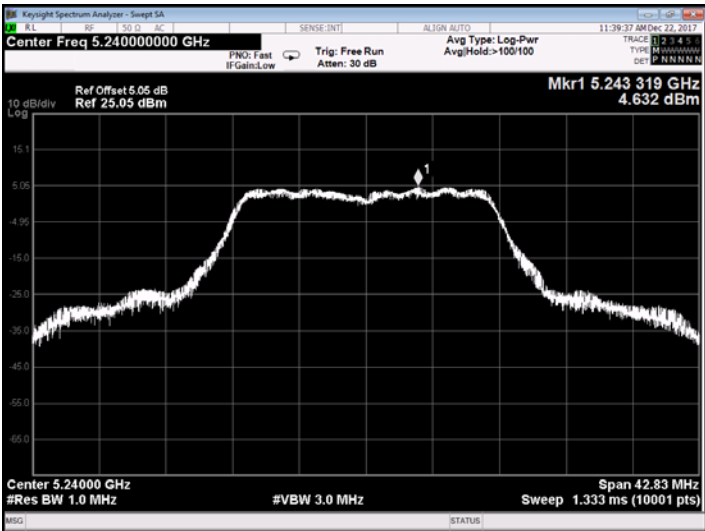 Keysight Spectrum Analyzer - Swept SA
RL RF 50 Ω AC SENSE:INT ALIGN AUTO 11:39:37 AM Dec 22, 2017
Center Freq 5.240000000 GHz
PNO: Fast
IFGain:Low
Trig: Free Run
Atten: 30 dB
Avg Type: Log-Pwr
Avg|Hold:>100/100
TRACE 1 2 3 4 5 6
TYPE M WWWWW
DET P N N N N N
Ref Offset 5.05 dB
Ref 25.05 dBm
Mkr1 5.243 319 GHz
4.632 dBm
10 dB/div
Log
15.1
5.05
-4.95
-15.0
-25.0
-35.0
-45.0
-55.0
-65.0
1
Center 5.24000 GHz
#Res BW 1.0 MHz
#VBW 3.0 MHz
Span 42.83 MHz
Sweep 1.333 ms (10001 pts)
MSG STATUS